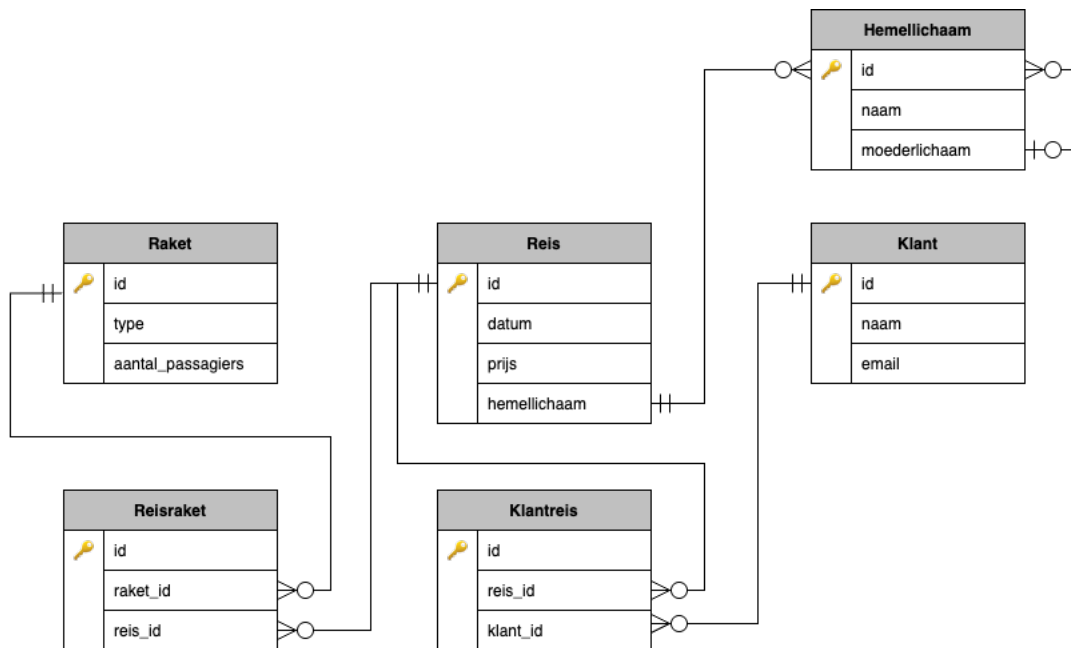 Hemellichaam
id
naam
moederlichaam
Raket
id
type
aantal_passagiers
Reis
id
datum
prijs
hemellichaam
Klant
id
naam
email
Reisraket
id
raket_id
reis_id
Klantreis
id
reis_id
klant_id